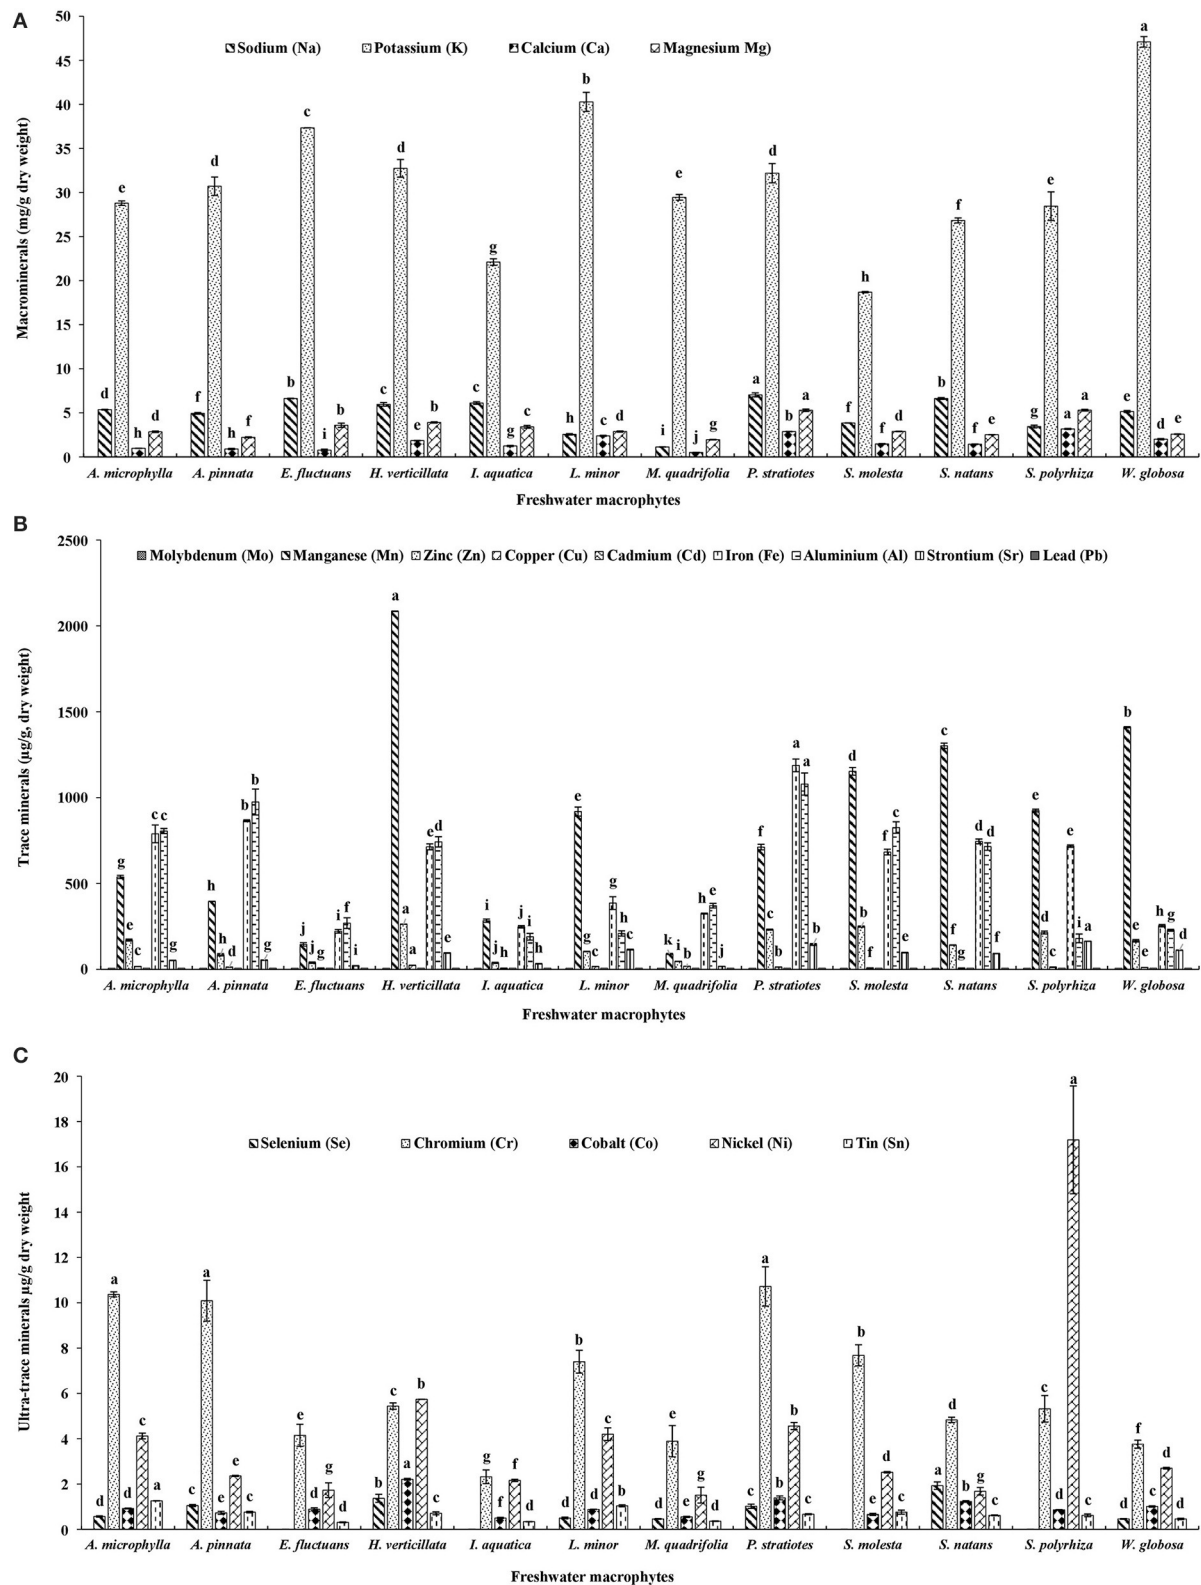 A
50
45
40
35
30
25
20
15
10
5
0
Macrominerals (mg/g dry weight)
Sodium (Na) Potassium (K) Calcium (Ca) Magnesium Mg)
d e h d
f d h f
b c i b
c d e b
c g g c
h b c d
i e j g
a d b a
f h f d
b f f e
g e a a
e a d e
A. microphylla A. pinnata E. fluctuans H. verticillata I. aquatica L. minor M. quadrifolia P. stratiotes S. molesta S. natans S. polyrhiza W. globosa
Freshwater macrophytes
B
2500
2000
1500
1000
500
0
Trace minerals (µg/g, dry weight)
Molybdenum (Mo) Manganese (Mn) Zinc (Zn) Copper (Cu) Cadmium (Cd) Iron (Fe) Aluminium (Al) Strontium (Sr) Lead (Pb)
g e c c c g
h h d b b g
j j g i f i
a a a e d e
i j h j i h
e g c g h c
k i b h e i
f c d a a b
d b f f c e
c f g d d f
e d c e i a
b e e h g d
A. microphylla A. pinnata E. fluctuans H. verticillata I. aquatica L. minor M. quadrifolia P. stratiotes S. molesta S. natans S. polyrhiza W. globosa
Freshwater macrophytes
C
20
18
16
14
12
10
8
6
4
2
0
Ultra-trace minerals µg/g dry weight
Selenium (Se) Chromium (Cr) Cobalt (Co) Nickel (Ni) Tin (Sn)
d a d c a
c a d e c
e d g d
b c a b c
g f f d
d b d c b
d e e g d
c a b b c
b e d c
a d b g c
c d a c
d f c d d
A. microphylla A. pinnata E. fluctuans H. verticillata I. aquatica L. minor M. quadrifolia P. stratiotes S. molesta S. natans S. polyrhiza W. globosa
Freshwater macrophytes